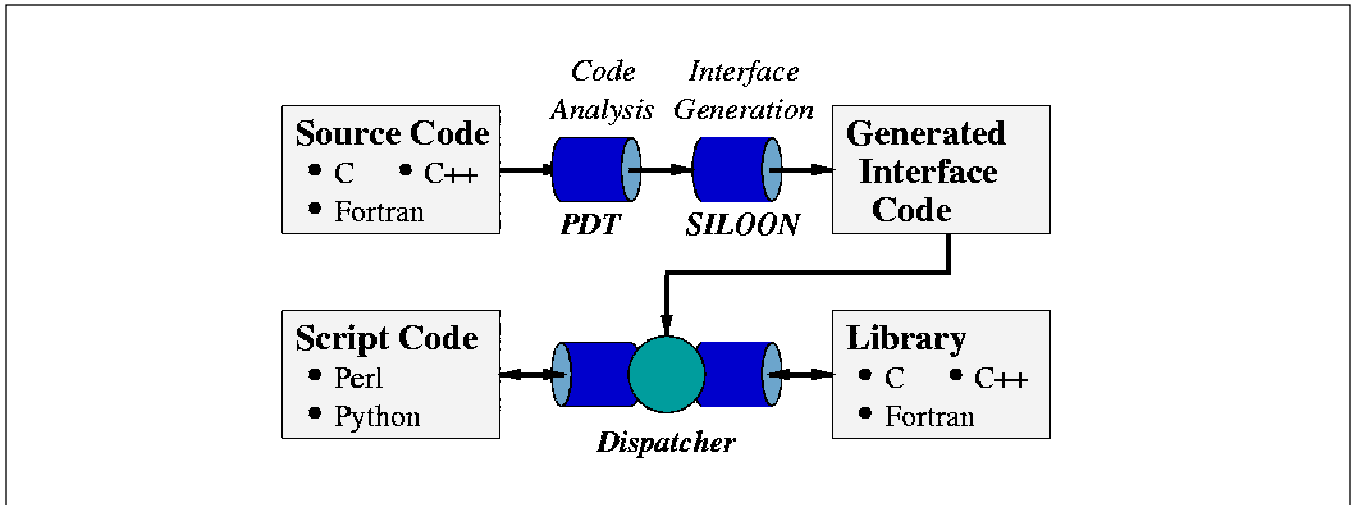 Code Analysis
Interface Generation
Source Code
• C • C++
• Fortran
PDT
SILOON
Generated
Interface
Code
Script Code
• Perl
• Python
Dispatcher
Library
• C • C++
• Fortran